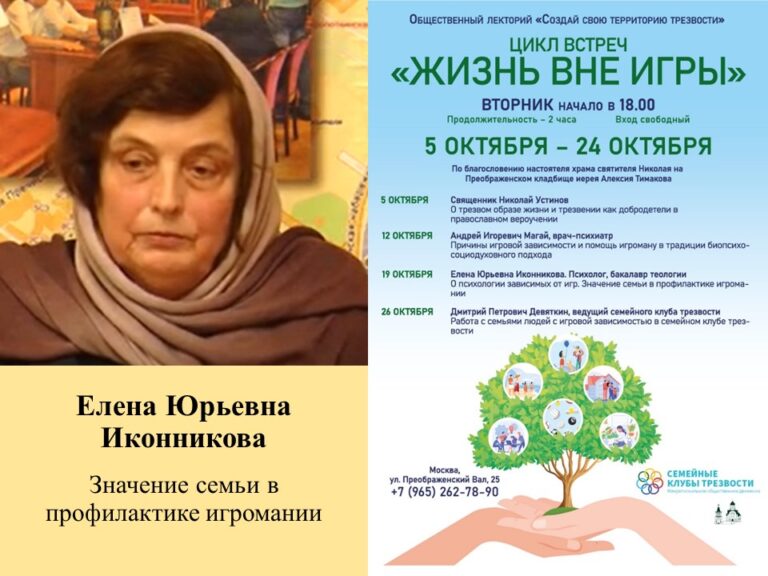 Елена Юрьевна
Иконникова
Значение семьи в
профилактике игромании
Общественный лекторий «Создай свою территорию трезвости»
ЦИКЛ ВСТРЕЧ
«ЖИЗНЬ ВНЕ ИГРЫ»
ВТОРНИК НАЧАЛО В 18.00
Продолжительность – 2 часа Вход свободный
5 ОКТЯБРЯ – 24 ОКТЯБРЯ
По благословению настоятеля храма святителя Николая на
Преображенском кладбище иерея Алексия Тимакова
5 ОКТЯБРЯ Священник Николай Устинов
О трезвом образе жизни и трезвении как добродетели в
православном вероучении
12 ОКТЯБРЯ Андрей Игоревич Магай, врач-психиатр
Причины игровой зависимости и помощь игроману в традиции биопсихо-
социодуховного подхода
19 ОКТЯБРЯ Елена Юрьевна Иконникова. Психолог, бакалавр теологии
О психологии зависимых от игр. Значение семьи в профилактике игрома-
нии
26 ОКТЯБРЯ Дмитрий Петрович Девяткин, ведущий семейного клуба трезвости
Работа с семьями людей с игровой зависимостью в семейном клубе трез-
вости
Москва,
ул. Преображенский Вал, 25
+7 (965) 262-78-90
СЕМЕЙНЫЕ
КЛУБЫ ТРЕЗВОСТИ